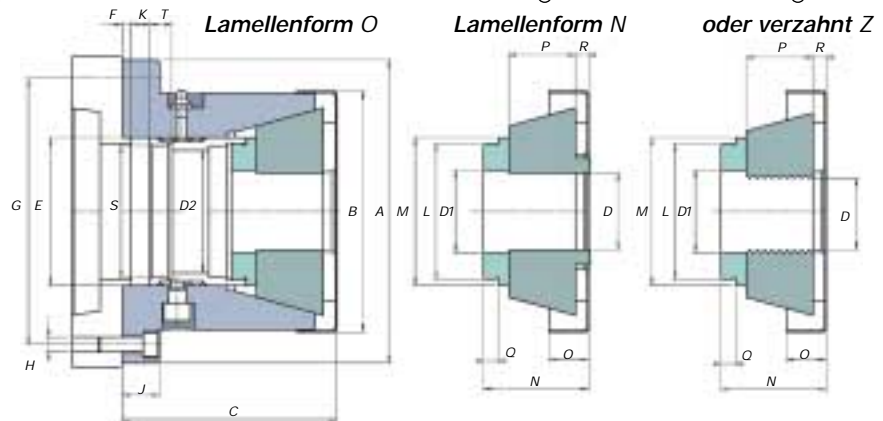 Lamellenform O
Lamellenform N
oder verzahnt Z
F K T
P R
P R
G E S D2 B A
M L D1 D
M L D1 D
H
J
C
Q O
N
Q O
N